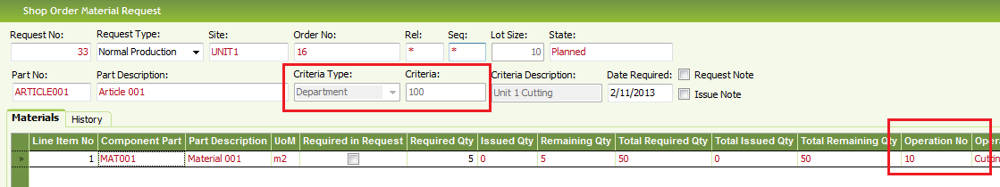 Shop Order Material Request
Request No: Request Type: Site: Order No: Rel: Seq: Lot Size: State:
33 Normal Production UNIT1 16 * * 10 Planned
Part No: Part Description: Criteria Type: Criteria: Criteria Description: Date Required: Request Note
ARTICLE001 Article 001 Department 100 Unit 1 Cutting 2/11/2013 Issue Note
Materials History
Line Item No Component Part Part Description UoM Required in Request Required Qty Issued Qty Remaining Qty Total Required Qty Total Issued Qty Total Remaining Qty Operation No Opera
1 MAT001 Material 001 m2 5 0 5 50 0 50 10 Cutting